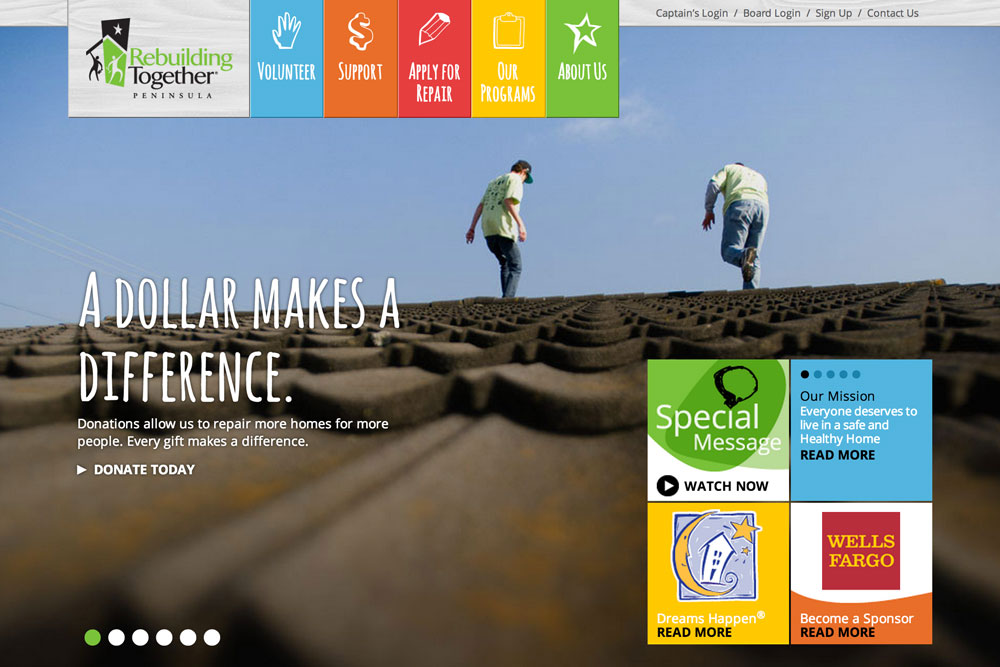 Captain's Login / Board Login / Sign Up / Contact Us
Rebuilding
Together®
PENINSULA
Volunteer
Support
Apply for
Repair
Our
Programs
About Us
A dollar makes a
difference.
Donations allow us to repair more homes for more
people. Every gift makes a difference.
► DONATE TODAY
Special
Message
WATCH NOW
Our Mission
Everyone deserves to
live in a safe and
Healthy Home
READ MORE
Dreams Happen®
READ MORE
WELLS
FARGO
Become a Sponsor
READ MORE